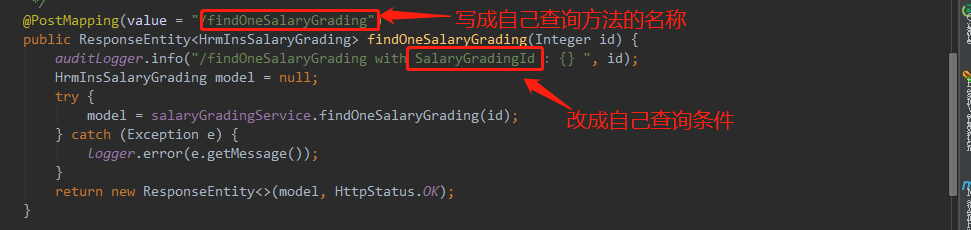 */
@PostMapping(value = "/findOneSalaryGrading") 写成自己查询方法的名称
public ResponseEntity<HrmInsSalaryGrading> findOneSalaryGrading(Integer id) {
auditLogger.info("/findOneSalaryGrading with SalaryGradingId : {} ", id);
HrmInsSalaryGrading model = null;
try {
model = salaryGradingService.findOneSalaryGrading(id);
改成自己查询条件
} catch (Exception e) {
logger.error(e.getMessage());
}
return new ResponseEntity<>(model, HttpStatus.OK);
}